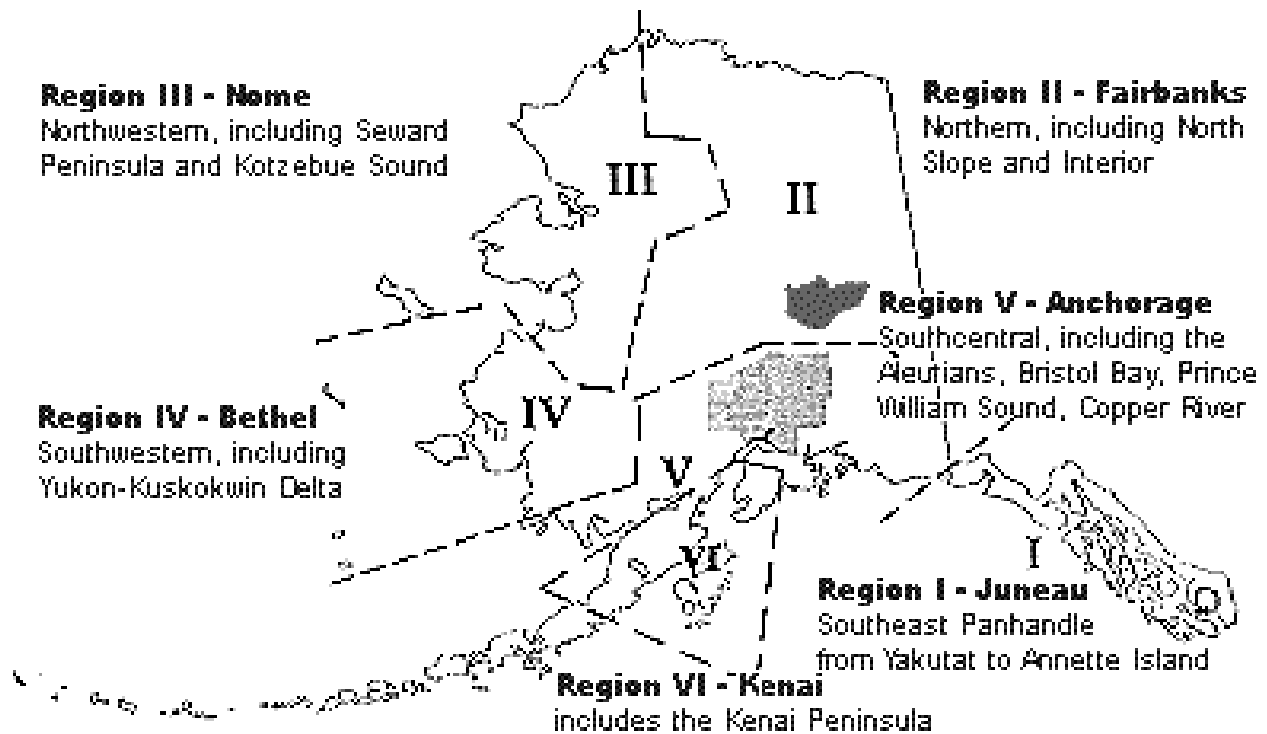 Region III - Nome
Northwestern, including Seward
Peninsula and Kotzebue Sound
Region II - Fairbanks
Northern, including North
Slope and Interior
III
II
Region V - Anchorage
Southcentral, including the
Aleutians, Bristol Bay, Prince
William Sound, Copper River
Region IV - Bethel
Southwestern, including
Yukon-Kuskokwin Delta
IV
V
VI
I
Region I - Juneau
Southeast Panhandle
from Yakutat to Annette Island
Region VI - Kenai
includes the Kenai Peninsula